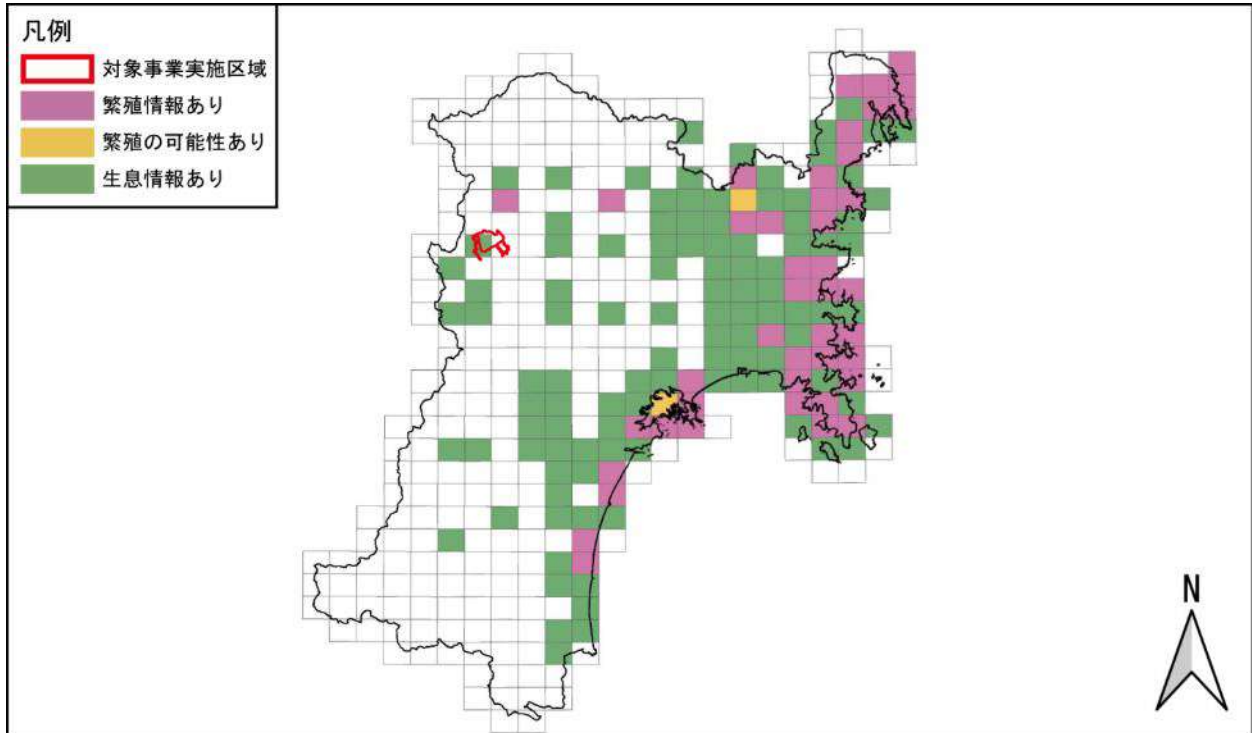 凡例
対象事業実施区域
繁殖情報あり
繁殖の可能性あり
生息情報あり
N